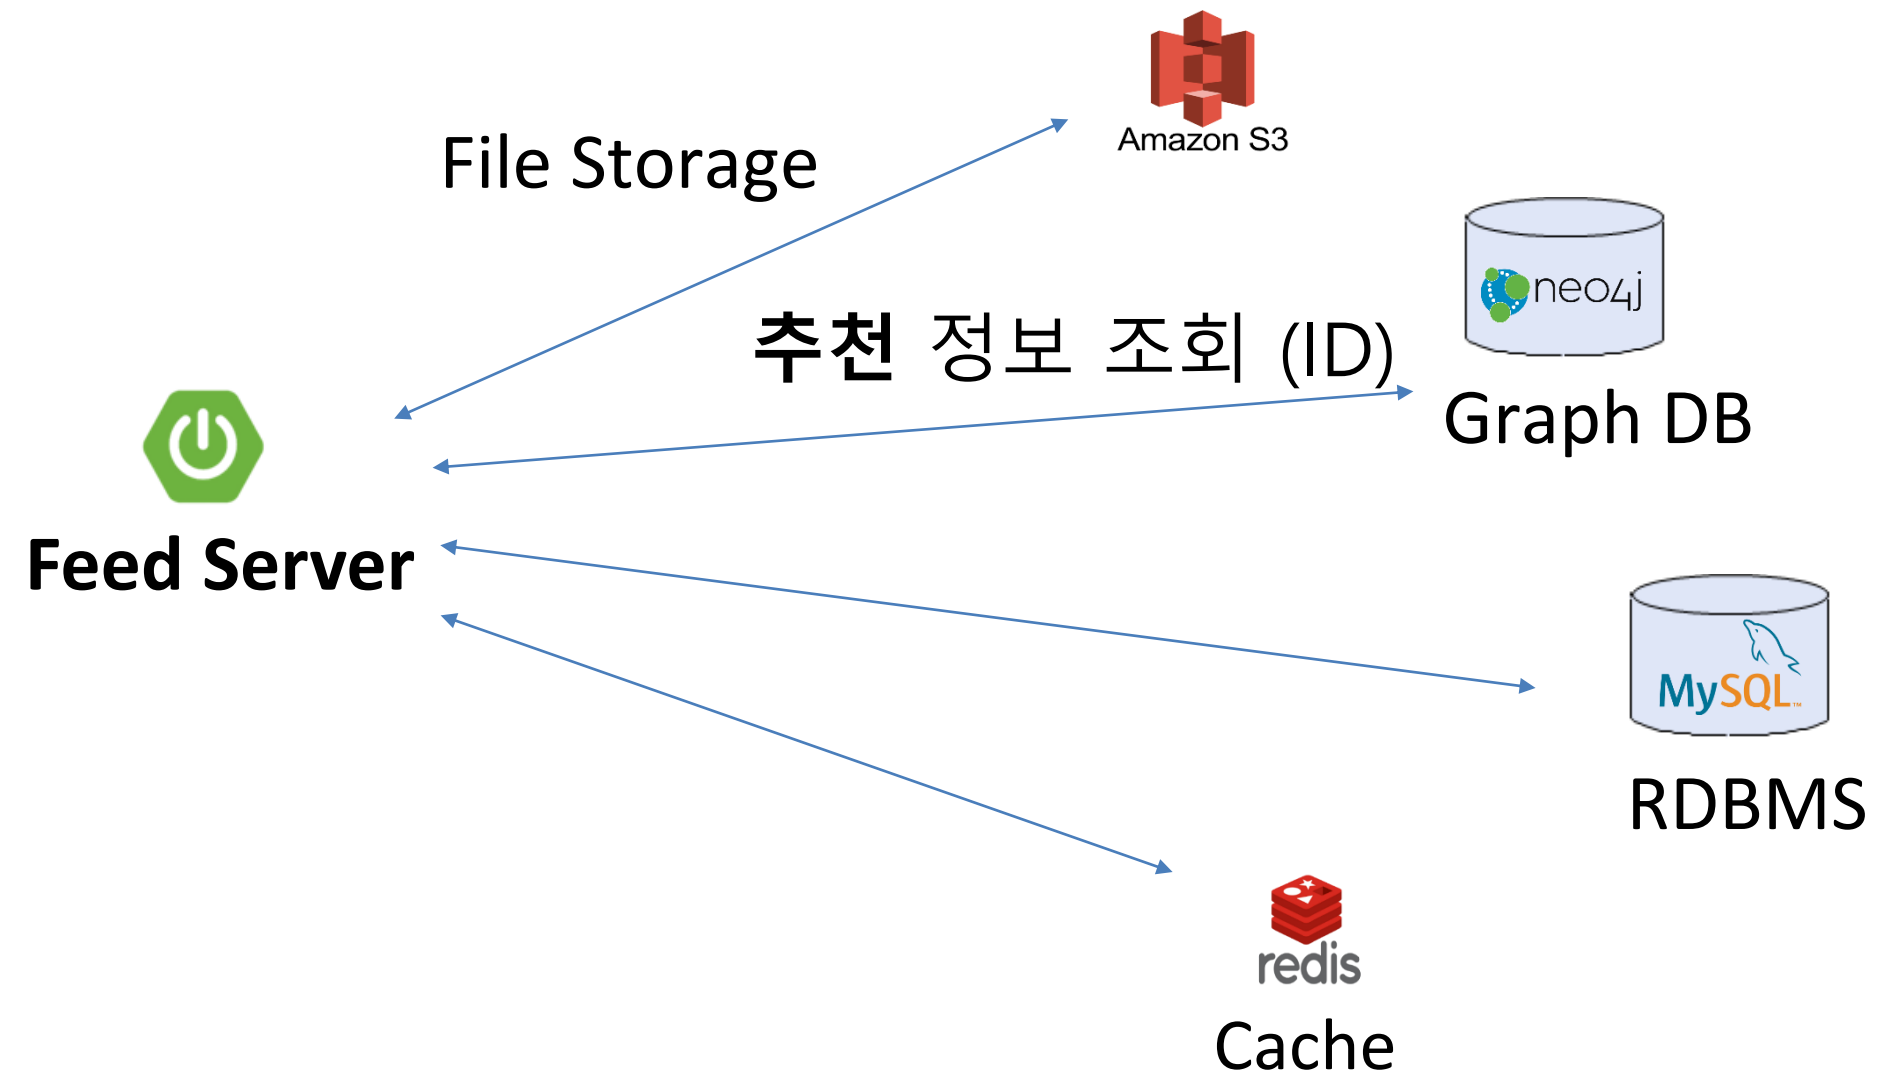 Amazon S3
File Storage
neo4j
추천 정보 조회 (ID)
Graph DB
Feed Server
MySQL™
RDBMS
redis
Cache